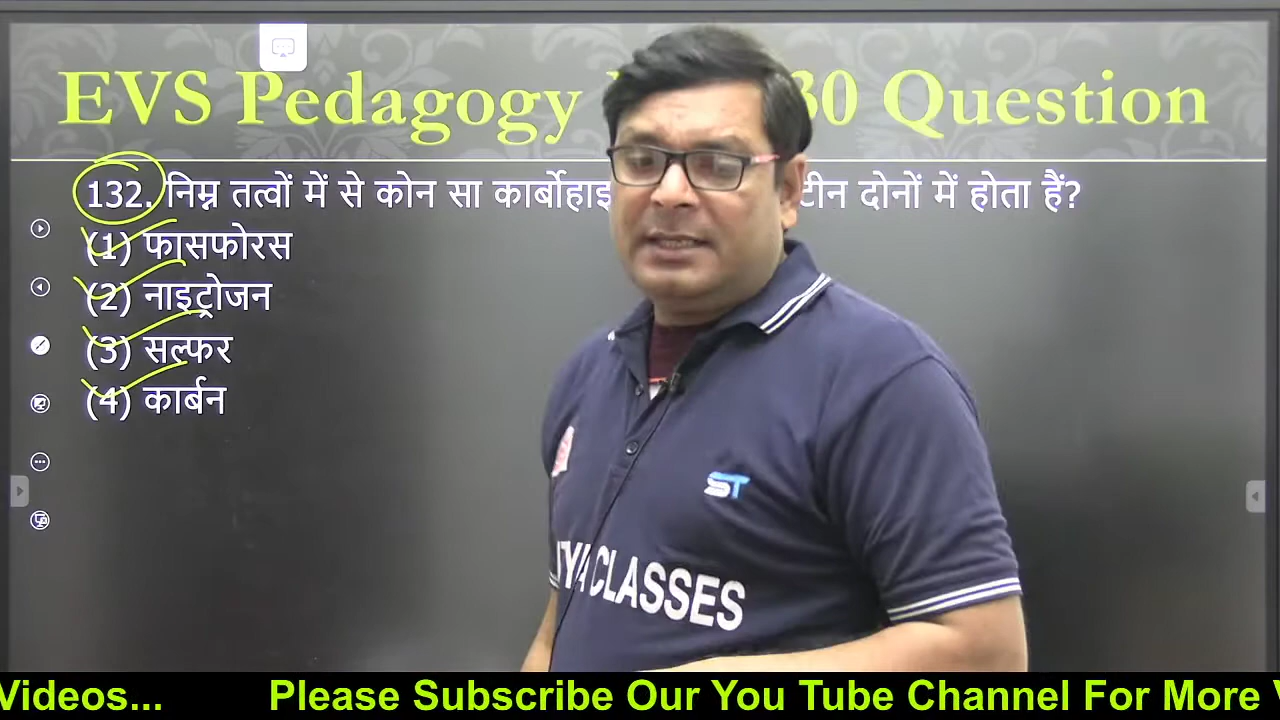 EVS Pedagogy 30 Question
132. निम्न तत्वों में से कोन सा दोनों में होता हैं?
(1) फासफोरस
(2) नाइट्रोजन
(3) सल्फर
(4) कार्बन
ST
CLASSES
Videos... Please Subscribe Our You Tube Channel For More